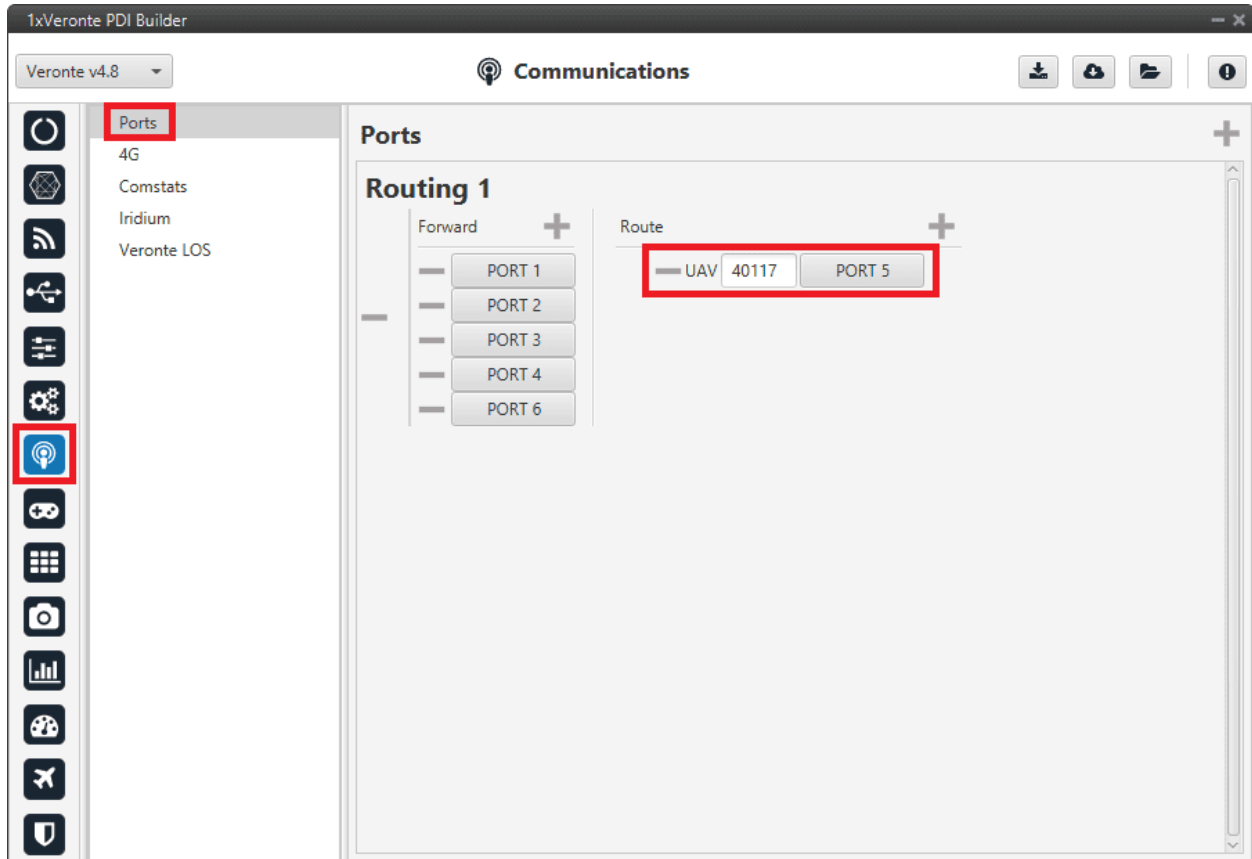 1xVeronte PDI Builder
Veronte v4.8
Communications
Ports
4G
Comstats
Iridium
Veronte LOS
Ports
Routing 1
Forward
PORT 1
PORT 2
PORT 3
PORT 4
PORT 6
Route
UAV 40117 PORT 5